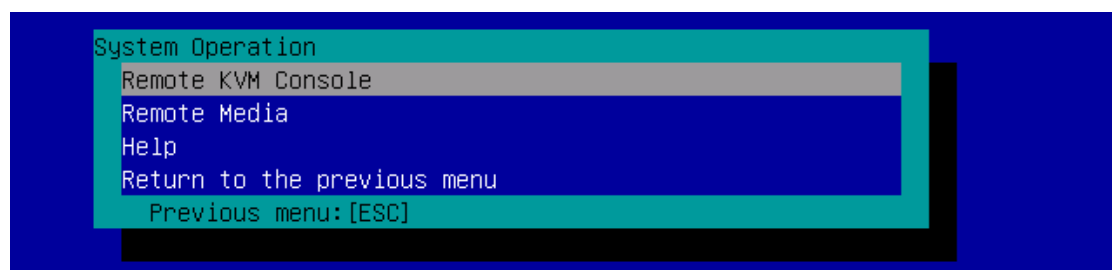 System Operation
Remote KVM Console
Remote Media
Help
Return to the previous menu
Previous menu:[ESC]